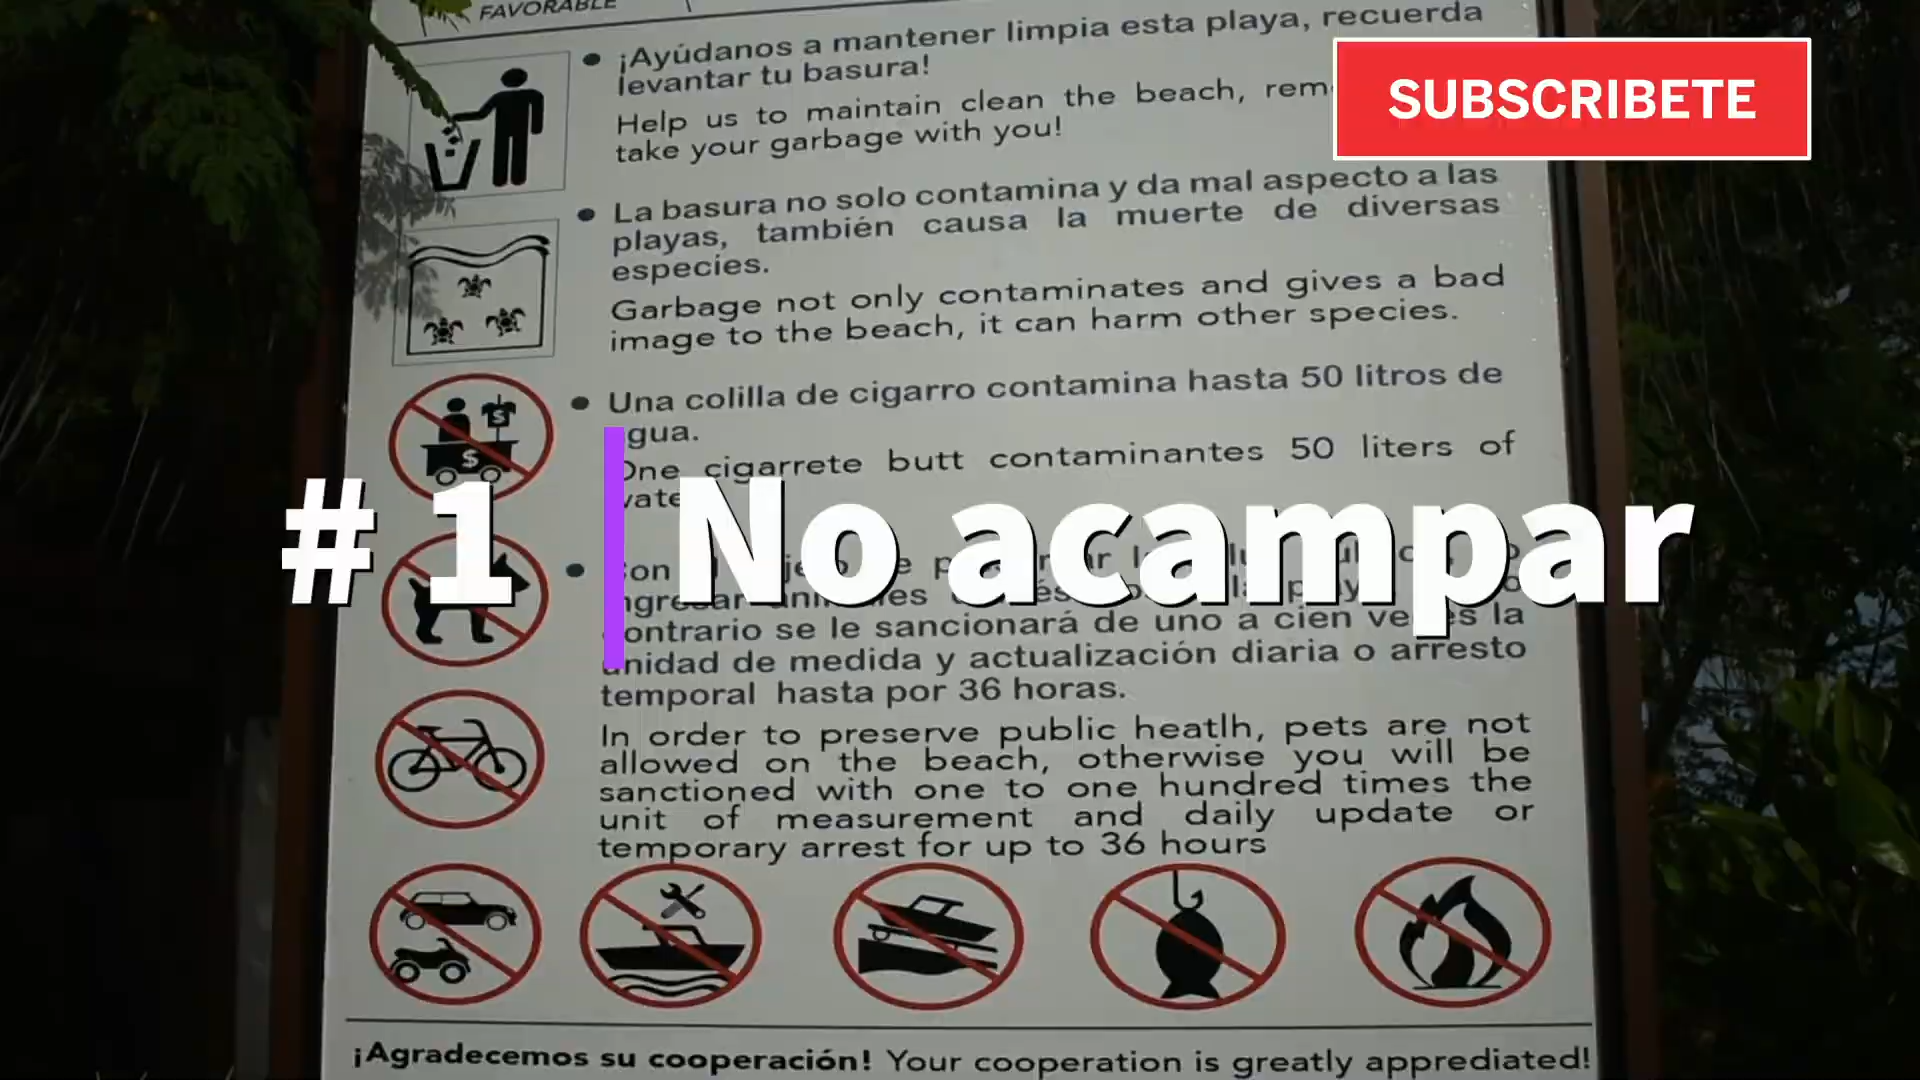 FAVORABLE
¡Ayúdanos a mantener limpia esta playa, recuerda
levantar tu basura!
Help us to maintain clean the beach,
take your garbage with you!
SUBSCRIBETE
La basura no solo contamina y da mal aspecto a las
playas, también causa la muerte de diversas
especies.
Garbage not only contaminates and gives a bad
image to the beach, it can harm other species.
Una colilla de cigarro contamina hasta 50 litros de
gua.
One cigarrete butt contaminantes 50 liters of
$
$
# 1 No acampar
contrario se le sancionará de uno a cien veces la
unidad de medida y actualización diaria o arresto
temporal hasta por 36 horas.
In order to preserve public heatlh, pets are not
allowed on the beach, otherwise you will be
sanctioned with one to one hundred times the
unit of measurement and daily update or
temporary arrest for up to 36 hours
¡Agradecemos su cooperación! Your cooperation is greatly apprediated!